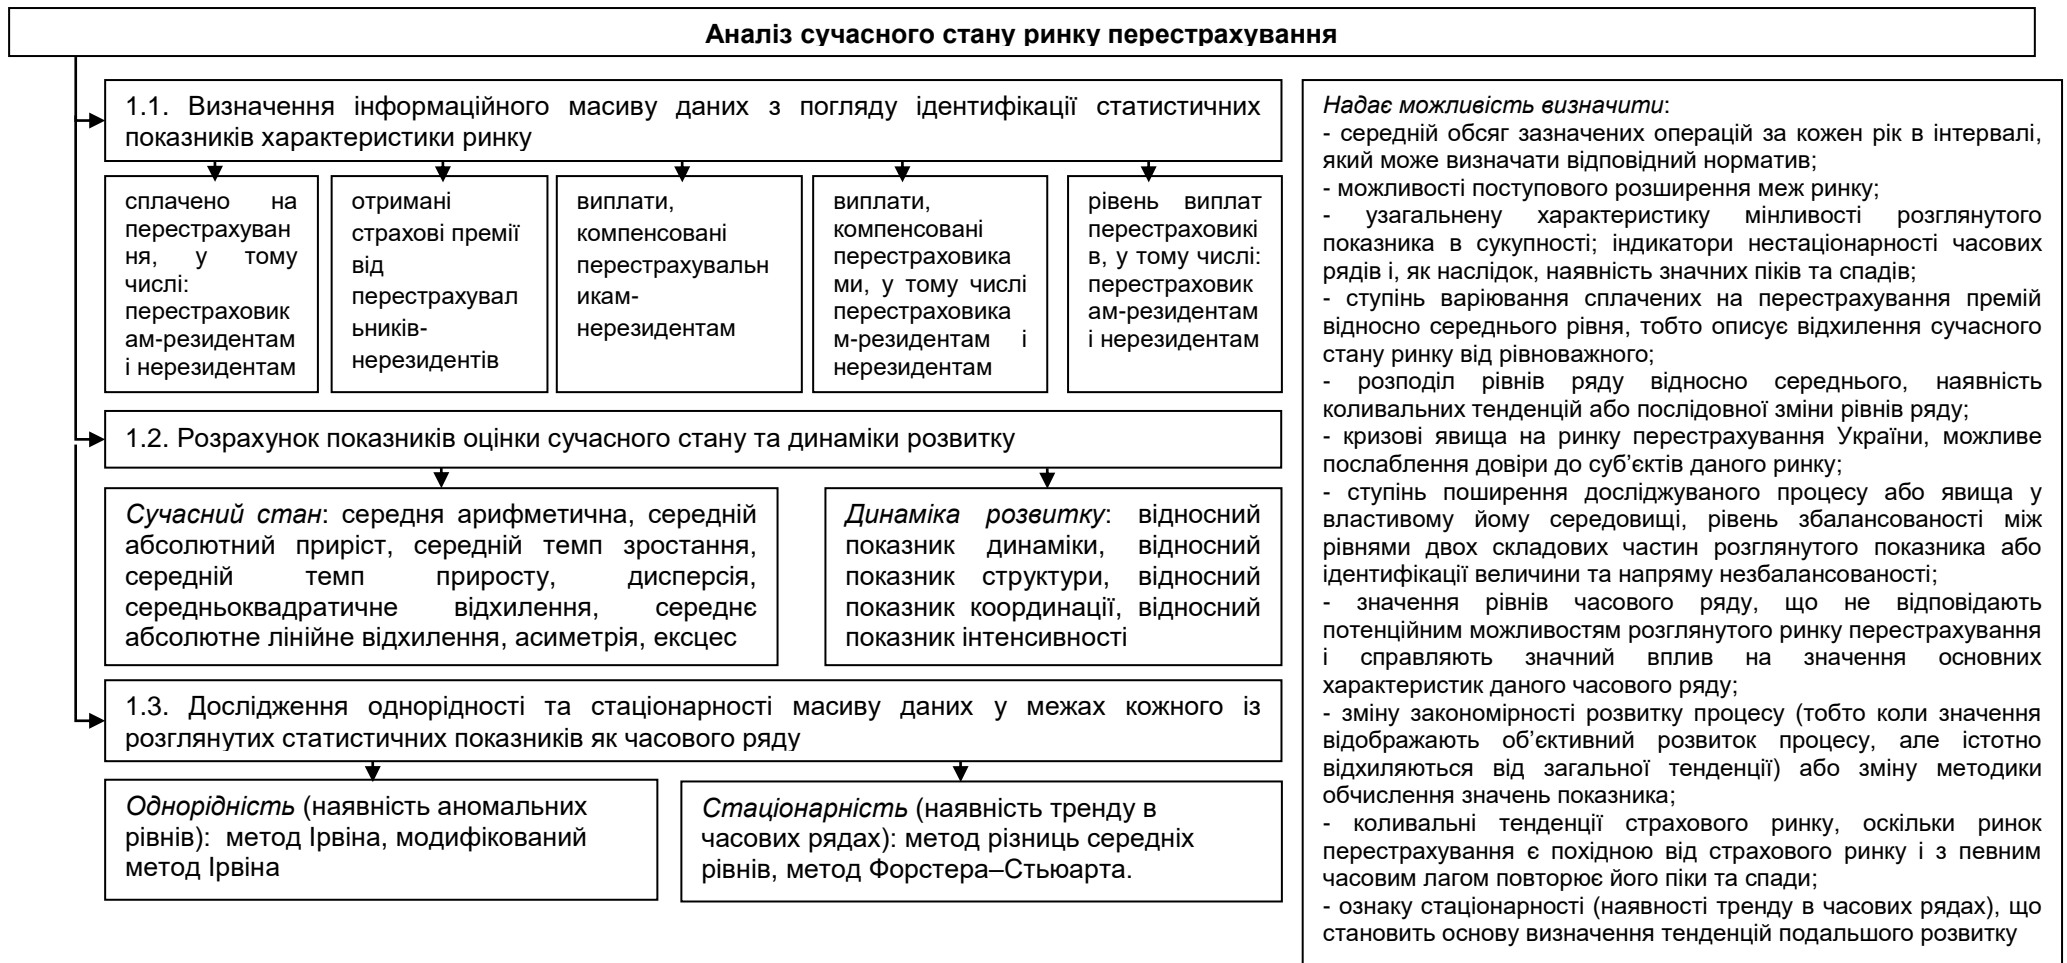 Аналіз сучасного стану ринку перестрахування
1.1. Визначення інформаційного масиву даних з погляду ідентифікації статистичних
показників характеристики ринку
сплачено на
перестрахуван
ня, у тому
числі:
перестраховик
ам-резидентам
і нерезидентам
отримані
страхові премії
від
перестрахувал
ьників-
нерезидентів
виплати,
компенсовані
перестрахувальн
икам-
нерезидентам
виплати,
компенсовані
перестраховика
ми, у тому числі
перестраховика
м-резидентам і
нерезидентам
рівень виплат
перестраховикі
в, у тому числі:
перестраховик
ам-резидентам
і нерезидентам
1.2. Розрахунок показників оцінки сучасного стану та динаміки розвитку
Сучасний стан: середня арифметична, середній
абсолютний приріст, середній темп зростання,
середній темп приросту, дисперсія,
середньоквадратичне відхилення, середнє
абсолютне лінійне відхилення, асиметрія, ексцес
Динаміка розвитку: відносний
показник динаміки, відносний
показник структури, відносний
показник координації, відносний
показник інтенсивності
1.3. Дослідження однорідності та стаціонарності масиву даних у межах кожного із
розглянутих статистичних показників як часового ряду
Однорідність (наявність аномальних
рівнів): метод Ірвіна, модифікований
метод Ірвіна
Стаціонарність (наявність тренду в
часових рядах): метод різниць середніх
рівнів, метод Форстера–Стьюарта.
Надає можливість визначити:
- середній обсяг зазначених операцій за кожен рік в інтервалі,
який може визначати відповідний норматив;
- можливості поступового розширення меж ринку;
- узагальнену характеристику мінливості розглянутого
показника в сукупності; індикатори нестаціонарності часових
рядів і, як наслідок, наявність значних піків та спадів;
- ступінь варіювання сплачених на перестрахування премій
відносно середнього рівня, тобто описує відхилення сучасного
стану ринку від рівноважного;
- розподіл рівнів ряду відносно середнього, наявність
коливальних тенденцій або послідовної зміни рівнів ряду;
- кризові явища на ринку перестрахування України, можливе
послаблення довіри до суб’єктів даного ринку;
- ступінь поширення досліджуваного процесу або явища у
властивому йому середовищі, рівень збалансованості між
рівнями двох складових частин розглянутого показника або
ідентифікації величини та напряму незбалансованості;
- значення рівнів часового ряду, що не відповідають
потенційним можливостям розглянутого ринку перестрахування
і справляють значний вплив на значення основних
характеристик даного часового ряду;
- зміну закономірності розвитку процесу (тобто коли значення
відображають об’єктивний розвиток процесу, але істотно
відхиляються від загальної тенденції) або зміну методики
обчислення значень показника;
- коливальні тенденції страхового ринку, оскільки ринок
перестрахування є похідною від страхового ринку і з певним
часовим лагом повторює його піки та спади;
- ознаку стаціонарності (наявності тренду в часових рядах), що
становить основу визначення тенденцій подальшого розвитку